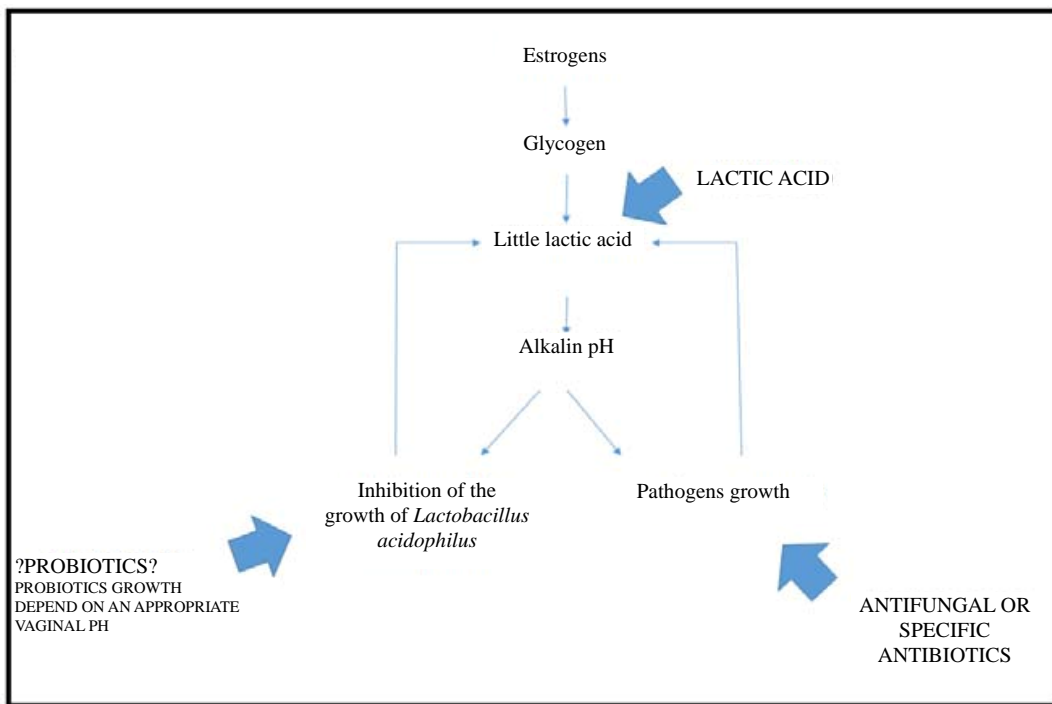 Estrogens
Glycogen
LACTIC ACID
Little lactic acid
Alkalin pH
Inhibition of the
growth of Lactobacillus
acidophilus
Pathogens growth
?PROBIOTICS?
PROBIOTICS GROWTH
DEPEND ON AN APPROPRIATE
VAGINAL PH
ANTIFUNGAL OR
SPECIFIC
ANTIBIOTICS